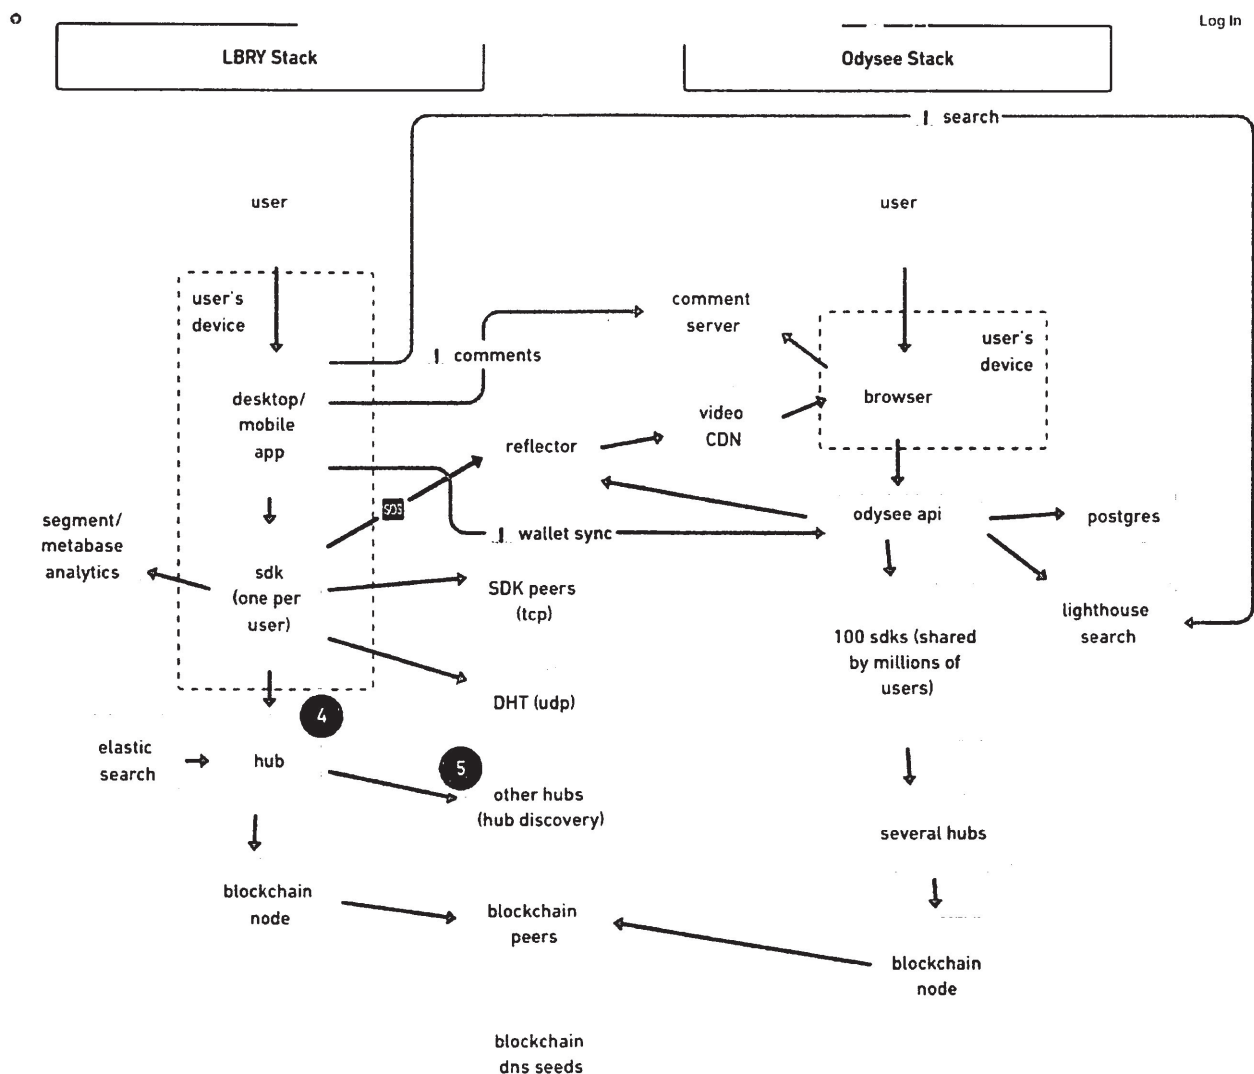 Log In
LBRY Stack
Odysee Stack
search
user
user
user's
device
comment
server
user's
device
comments
desktop/
mobile
app
browser
video
CDN
reflector
segment/
metabase
analytics
odysee api
postgres
wallet sync
sdk
(one per
user)
SDK peers
(tcp)
lighthouse
search
100 sdks (shared
by millions of
users)
DHT (udp)
4
elastic
search
hub
5
other hubs
(hub discovery)
several hubs
blockchain
node
blockchain
peers
blockchain
node
blockchain
dns seeds